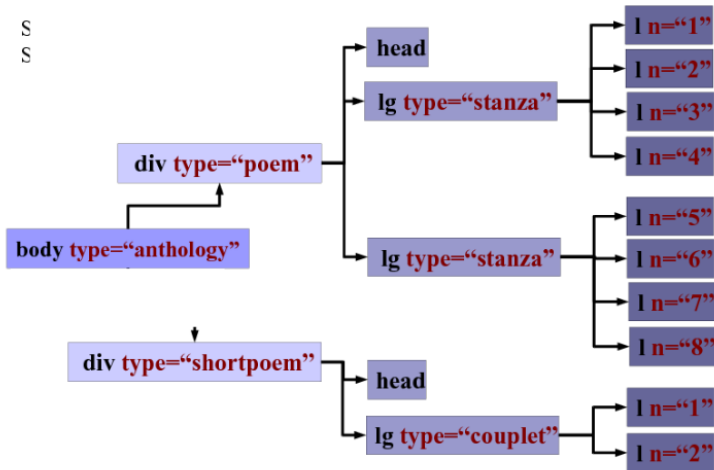 S
S
head
lg type=“stanza”
l n=“1”
l n=“2”
l n=“3”
l n=“4”
div type=“poem”
body type=“anthology”
lg type=“stanza”
l n=“5”
l n=“6”
l n=“7”
l n=“8”
div type=“shortpoem”
head
lg type=“couplet”
l n=“1”
l n=“2”